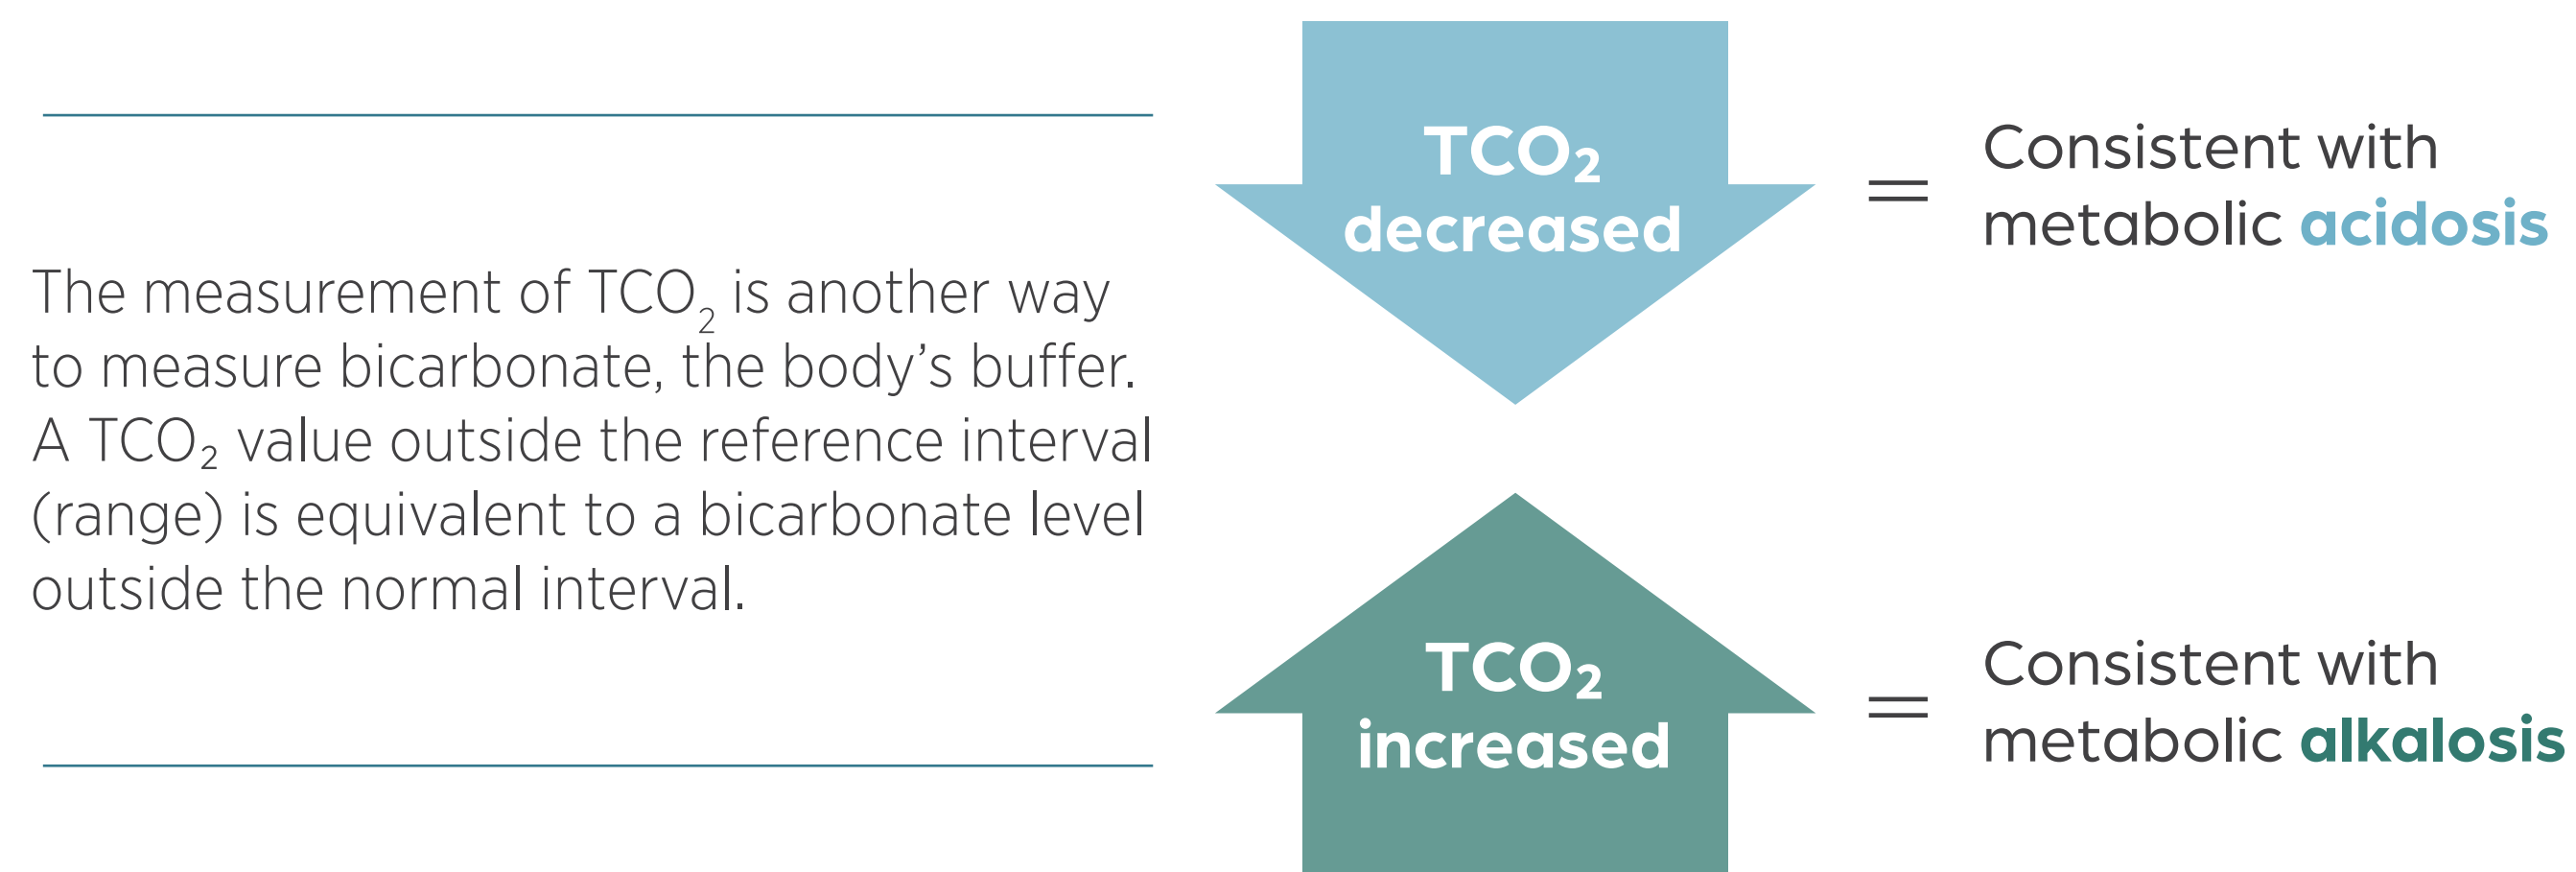 The measurement of TCO₂ is another way
to measure bicarbonate, the body’s buffer.
A TCO₂ value outside the reference interval
(range) is equivalent to a bicarbonate level
outside the normal interval.
TCO₂
decreased
=
Consistent with
metabolic acidosis
TCO₂
increased
=
Consistent with
metabolic alkalosis